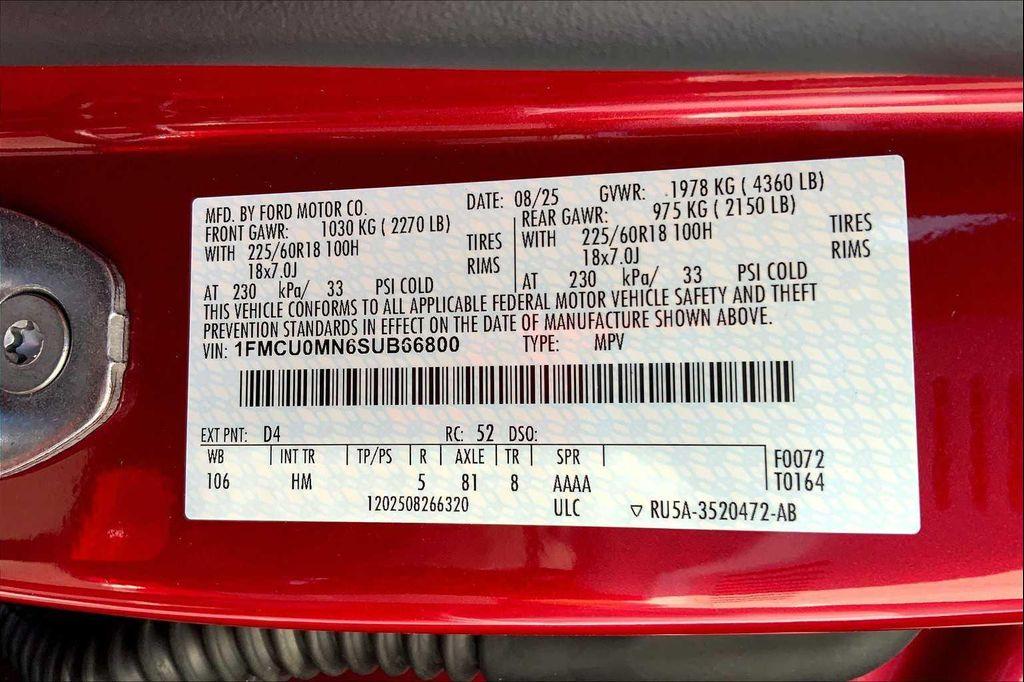 MFD. BY FORD MOTOR CO. DATE: 08/25 GVWR: 1978 KG ( 4360 LB)
FRONT GAWR: 1030 KG ( 2270 LB) REAR GAWR: 975 KG ( 2150 LB)
WITH 225/60R18 100H TIRES WITH 225/60R18 100H TIRES
18x7.0J RIMS 18x7.0J RIMS
AT 230 kPa/ 33 PSI COLD AT 230 kPa/ 33 PSI COLD
THIS VEHICLE CONFORMS TO ALL APPLICABLE FEDERAL MOTOR VEHICLE SAFETY AND THEFT
PREVENTION STANDARDS IN EFFECT ON THE DATE OF MANUFACTURE SHOWN ABOVE.
VIN: 1FMCU0MN6SUB66800 TYPE: MPV
EXT PNT: D4 RC: 52 DSO:
WB INT TR TP/PS R AXLE TR SPR F0072
106 HM 5 81 8 AAAA T0164
1202508266320 ULC ▽ RU5A-3520472-AB